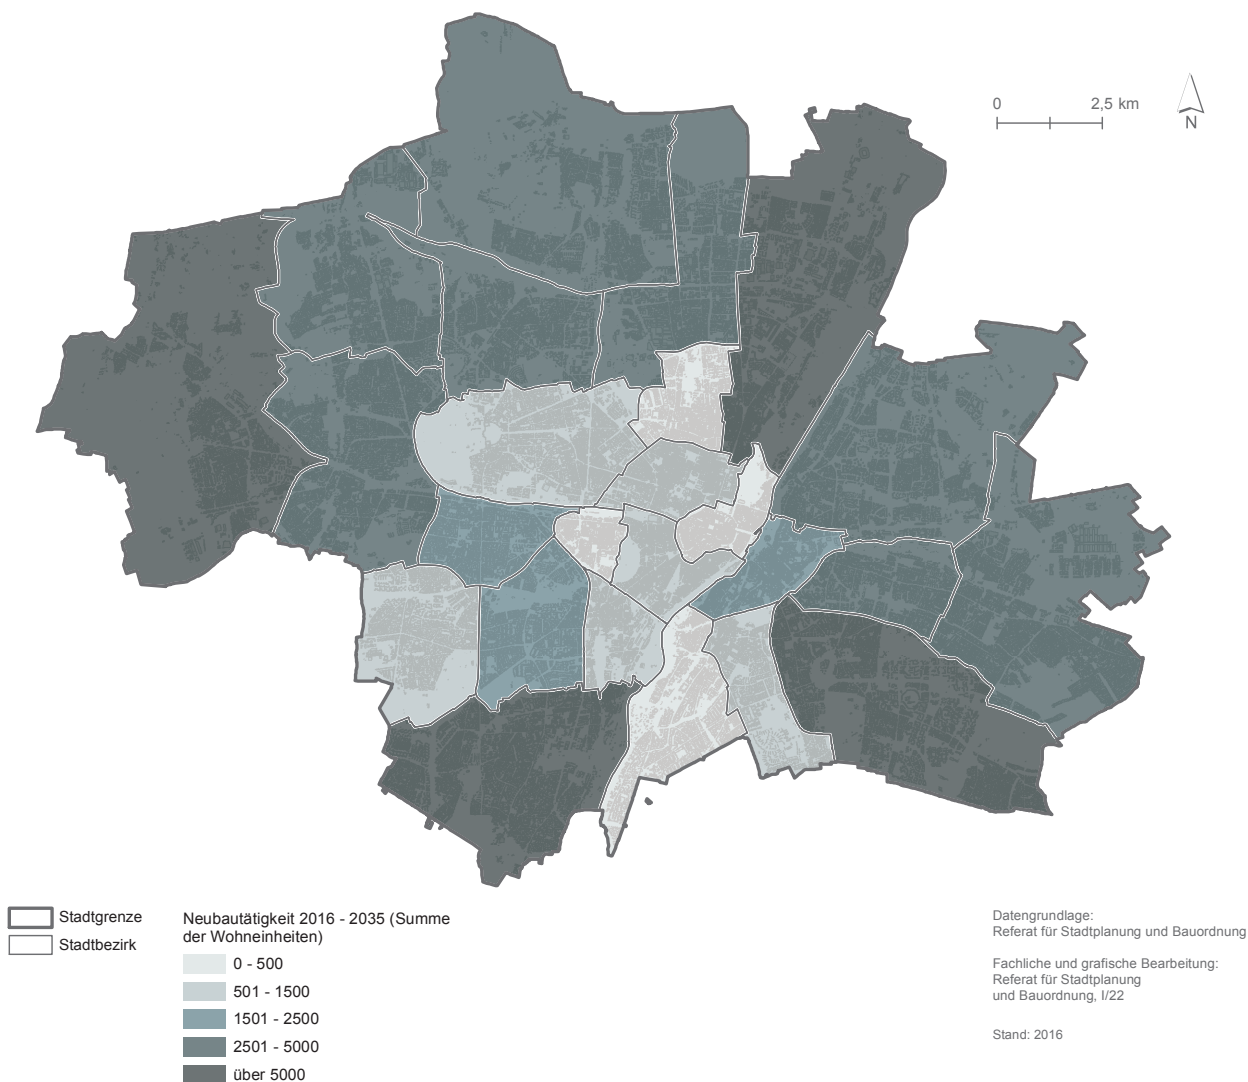 0
2,5 km
N
Stadtgrenze
Stadtbezirk
Neubautätigkeit 2016 - 2035 (Summe
der Wohneinheiten)
0 - 500
501 - 1500
1501 - 2500
2501 - 5000
über 5000
Datengrundlage:
Referat für Stadtplanung und Bauordnung
Fachliche und grafische Bearbeitung:
Referat für Stadtplanung
und Bauordnung, I/22
Stand: 2016